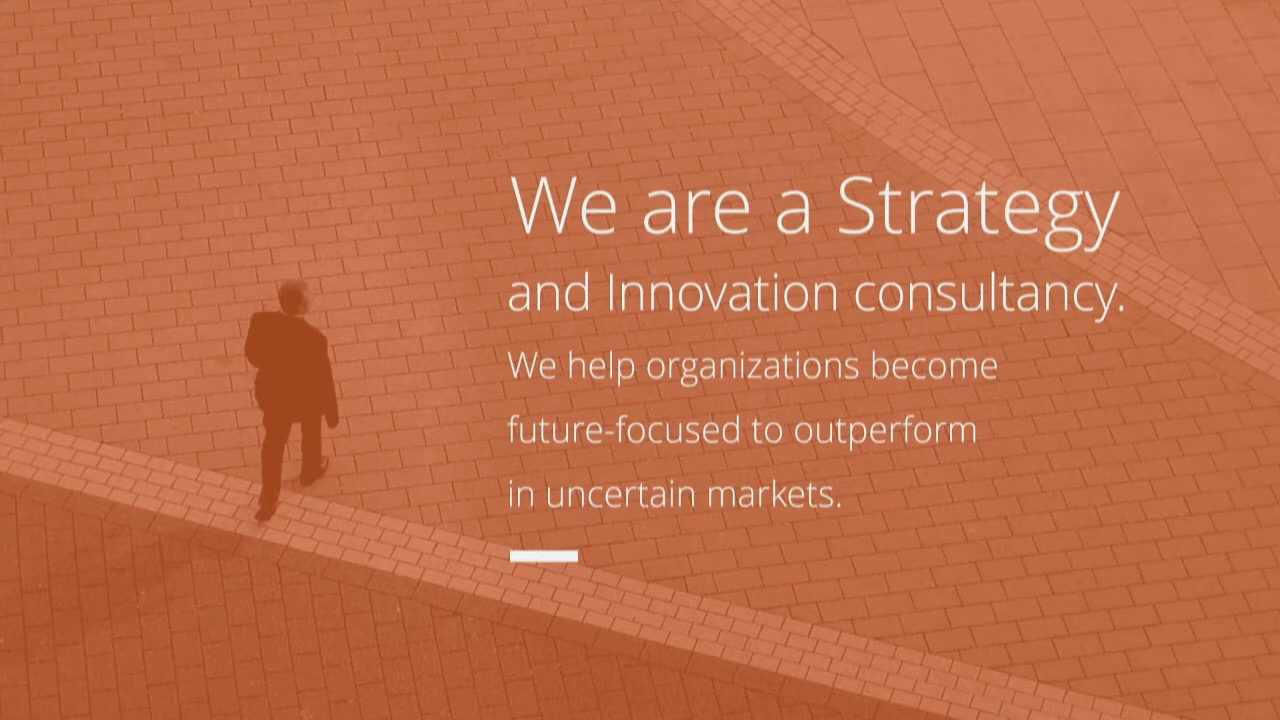 We are a Strategy
and Innovation consultancy.
We help organizations become
future-focused to outperform
in uncertain markets.